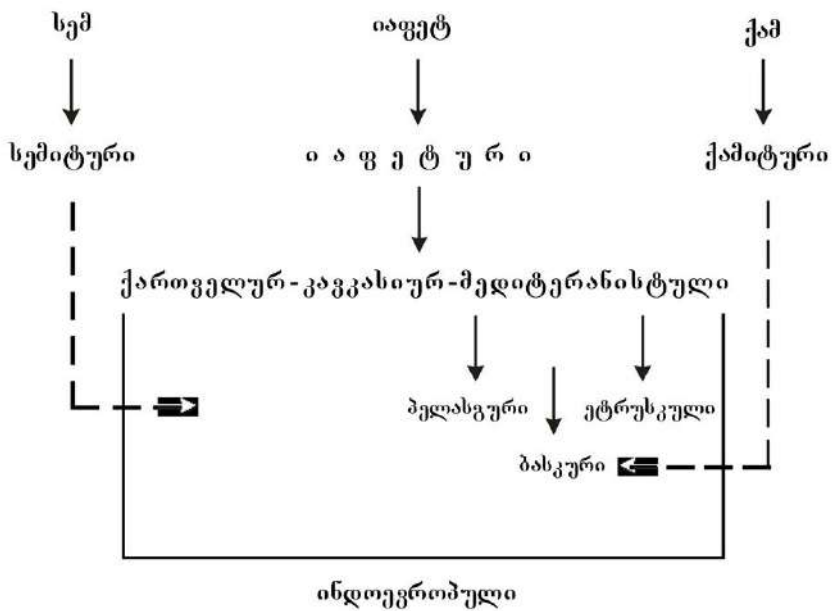 სემ იაფეტ ქამ
სემიტური ი ა ფ ე ტ უ რ ი ქამიტური
ქართველურ-კავკასიურ-მედიტერანისტული
პელასგური ეტრუსკული
ბასკური
ინდოევროპული